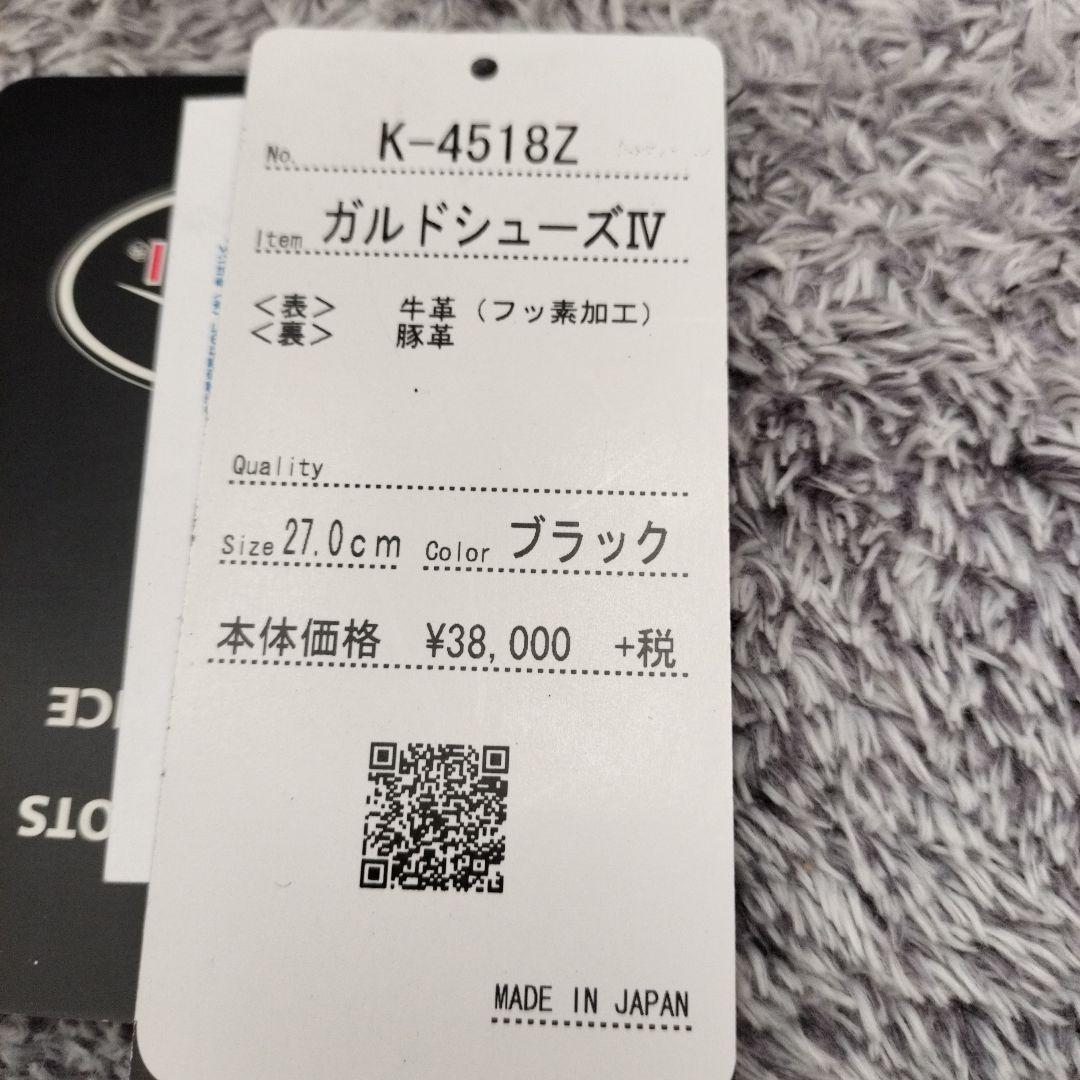 No. K-4518Z
Item ガルドシューズⅣ
<表> 牛革（フッ素加工）
<裏> 豚革
Quality
Size 27.0cm Color ブラック
本体価格 ¥38,000 +税
MADE IN JAPAN